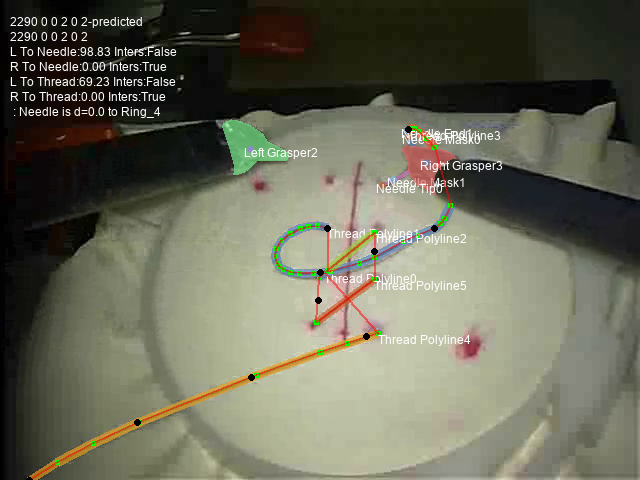 2290 0 0 2 0 2-predicted
2290 0 0 2 0 2
L To Needle:98.83 Inters:False
R To Needle:0.00 Inters:True
L To Thread:69.23 Inters:False
R To Thread:0.00 Inters:True
: Needle is d=0.0 to Ring_4
Needle Mask0
Left Grasper2
Right Grasper3
Needle Mask1
Needle Tip0
Thread Polyline1
Thread Polyline2
Thread Polyline0
Thread Polyline5
Thread Polyline4